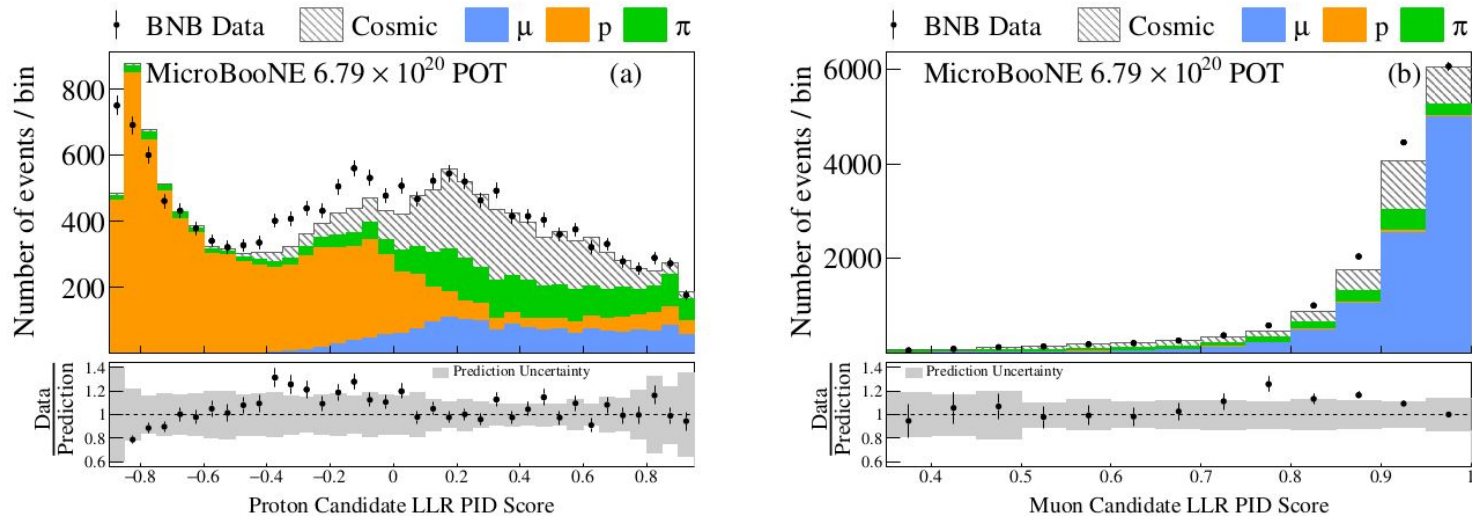 BNB Data Cosmic μ p π
MicroBooNE 6.79 × 10²⁰ POT (a)
Number of events / bin
800
600
400
200
Data
Prediction
1.4
1.2
1
0.8
0.6
Prediction Uncertainty
−0.8 −0.6 −0.4 −0.2 0 0.2 0.4 0.6 0.8
Proton Candidate LLR PID Score
BNB Data Cosmic μ p π
MicroBooNE 6.79 × 10²⁰ POT (b)
Number of events / bin
6000
4000
2000
Data
Prediction
1.4
1.2
1
0.8
0.6
Prediction Uncertainty
0.4 0.5 0.6 0.7 0.8 0.9 1
Muon Candidate LLR PID Score